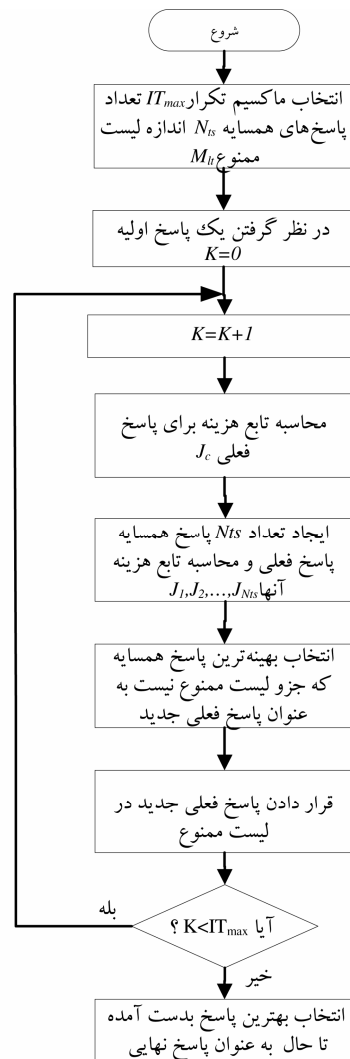 شروع
انتخاب ماکسیم تکرار ITmax تعداد
پاسخ‌های همسایه Nts اندازه لیست
ممنوع Mlt
در نظر گرفتن یک پاسخ اولیه
K=0
K=K+1
محاسبه تابع هزینه برای پاسخ
فعلی Jc
ایجاد تعداد Nts پاسخ همسایه
پاسخ فعلی و محاسبه تابع هزینه
آنها J1,J2,…,JNts
انتخاب بهینه‌ترین پاسخ همسایه
که جزو لیست ممنوع نیست به
عنوان پاسخ فعلی جدید
قرار دادن پاسخ فعلی جدید در
لیست ممنوع
بله
آیا K<ITmax ؟
خیر
انتخاب بهترین پاسخ بدست آمده
تا حال به عنوان پاسخ نهایی